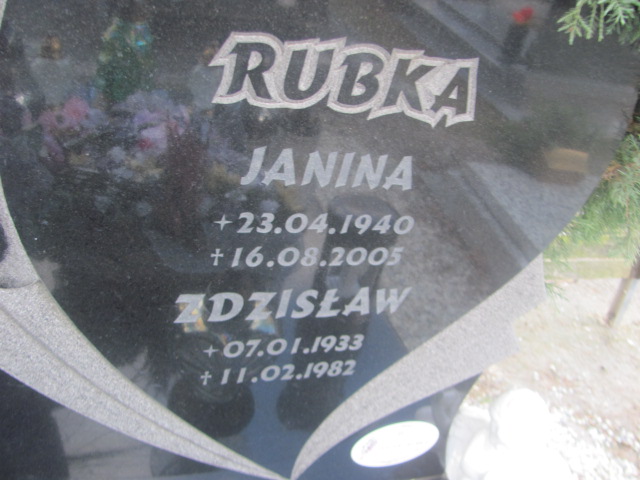 RUBKA
JANINA
+23.04.1940
†16.08.2005
ZDZISŁAW
+07.01.1933
†11.02.1982